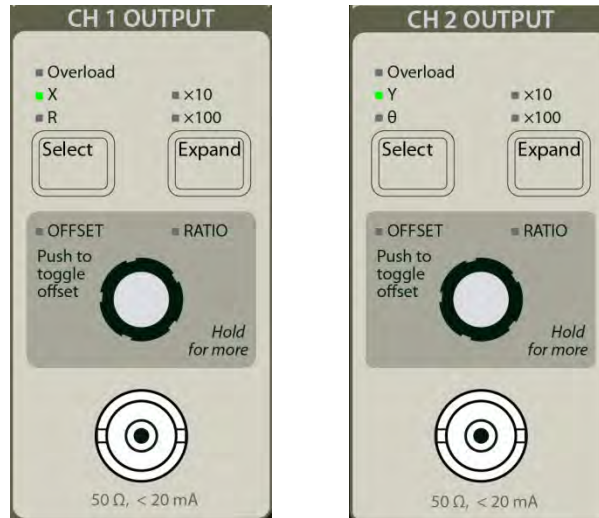 CH 1 OUTPUT
Overload
X
×10
R
×100
Select
Expand
OFFSET
RATIO
Push to
toggle
offset
Hold
for more
50 Ω, < 20 mA
CH 2 OUTPUT
Overload
Y
×10
θ
×100
Select
Expand
OFFSET
RATIO
Push to
toggle
offset
Hold
for more
50 Ω, < 20 mA